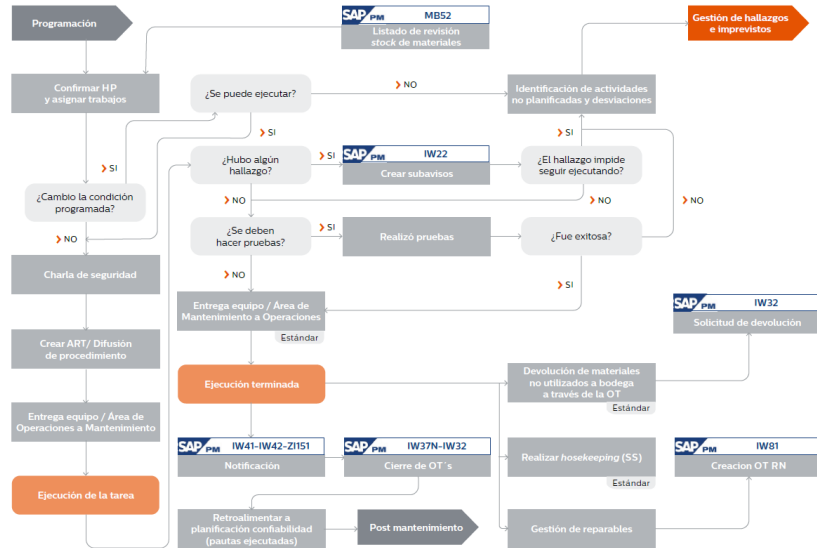 Programación
SAP PM MB52
Listado de revisión
stock de materiales
Gestión de hallazgos
e imprevistos
Confirmar HP
y asignar trabajos
¿Se puede ejecutar?
NO
Identificación de actividades
no planificadas y desviaciones
SI
SI
¿Cambio la condición
programada?
NO
¿Hubo algún
hallazgo?
SI
SAP PM IW22
Crear subavisos
¿El hallazgo impide
seguir ejecutando?
SI
NO
NO
NO
¿Se deben
hacer pruebas?
SI
Realizó pruebas
¿Fue exitosa?
NO
SI
Charla de seguridad
Entrega equipo / Área de
Mantenimiento a Operaciones
Estándar
SAP PM IW32
Solicitud de devolución
Crear ART/ Difusión
de procedimiento
Ejecución terminada
Devolución de materiales
no utilizados a bodega
a través de la OT
Estándar
Entrega equipo / Área de
Operaciones a Mantenimiento
SAP PM IW41-IW42-ZI151
Notificación
SAP PM IW37N-IW32
Cierre de OT´s
Realizar hosekeeping (SS)
Estándar
SAP PM IW81
Creacion OT RN
Ejecución de la tarea
Retroalimentar a
planificación confiabilidad
(pautas ejecutadas)
Post mantenimiento
Gestión de reparables